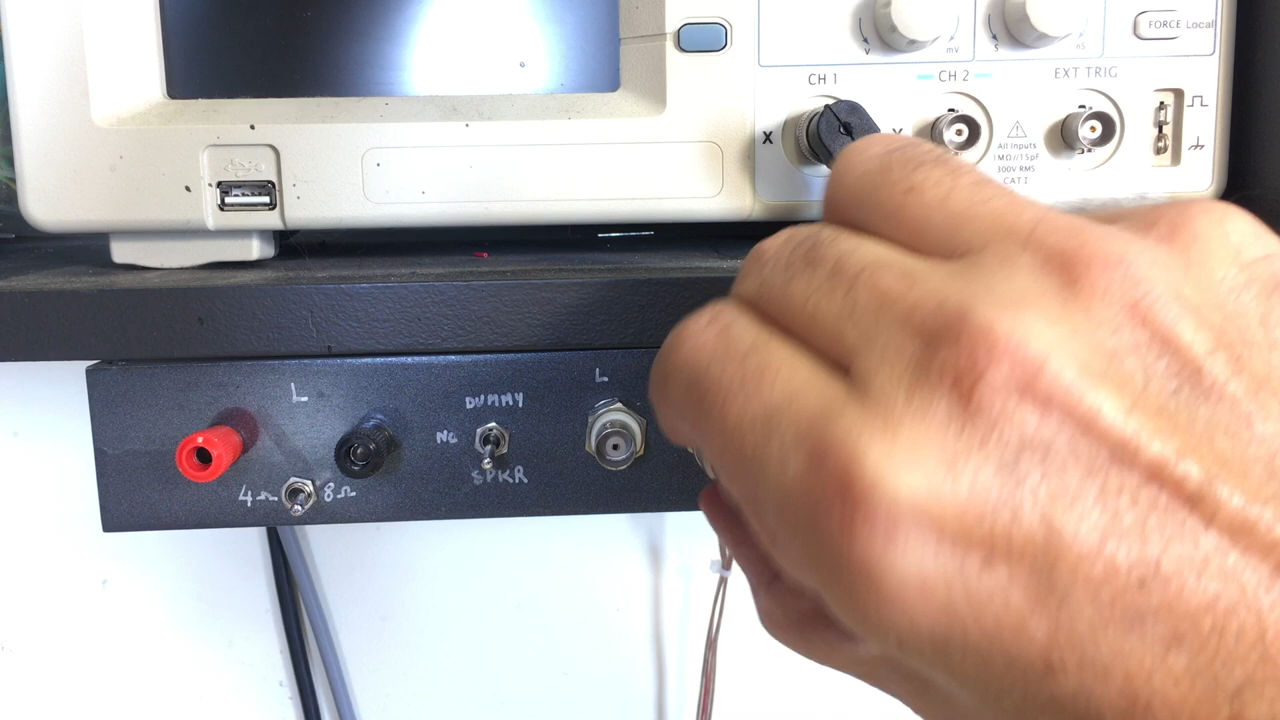 V mV
S nS
FORCE Local
CH 1
CH 2
EXT TRIG
X
Y
All Inputs
1MΩ//15pF
300V RMS
CAT I
L
DUMMY
L
4Ω 8Ω
SPKR